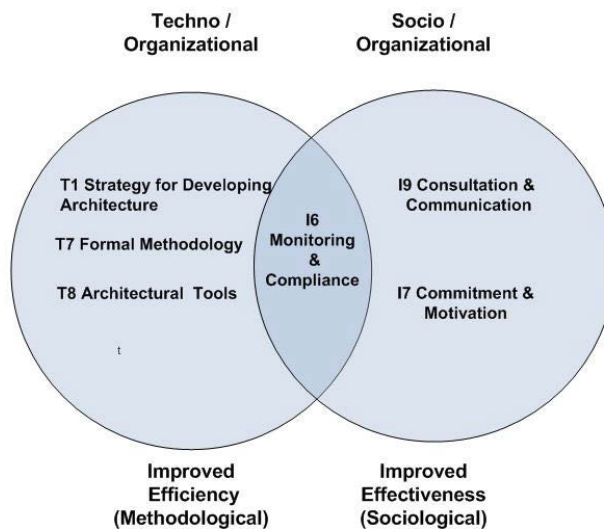 Techno /
Organizational
Socio /
Organizational
T1 Strategy for Developing
Architecture
T7 Formal Methodology
T8 Architectural Tools
t
I6
Monitoring
&
Compliance
I9 Consultation &
Communication
I7 Commitment &
Motivation
Improved
Efficiency
(Methodological)
Improved
Effectiveness
(Sociological)